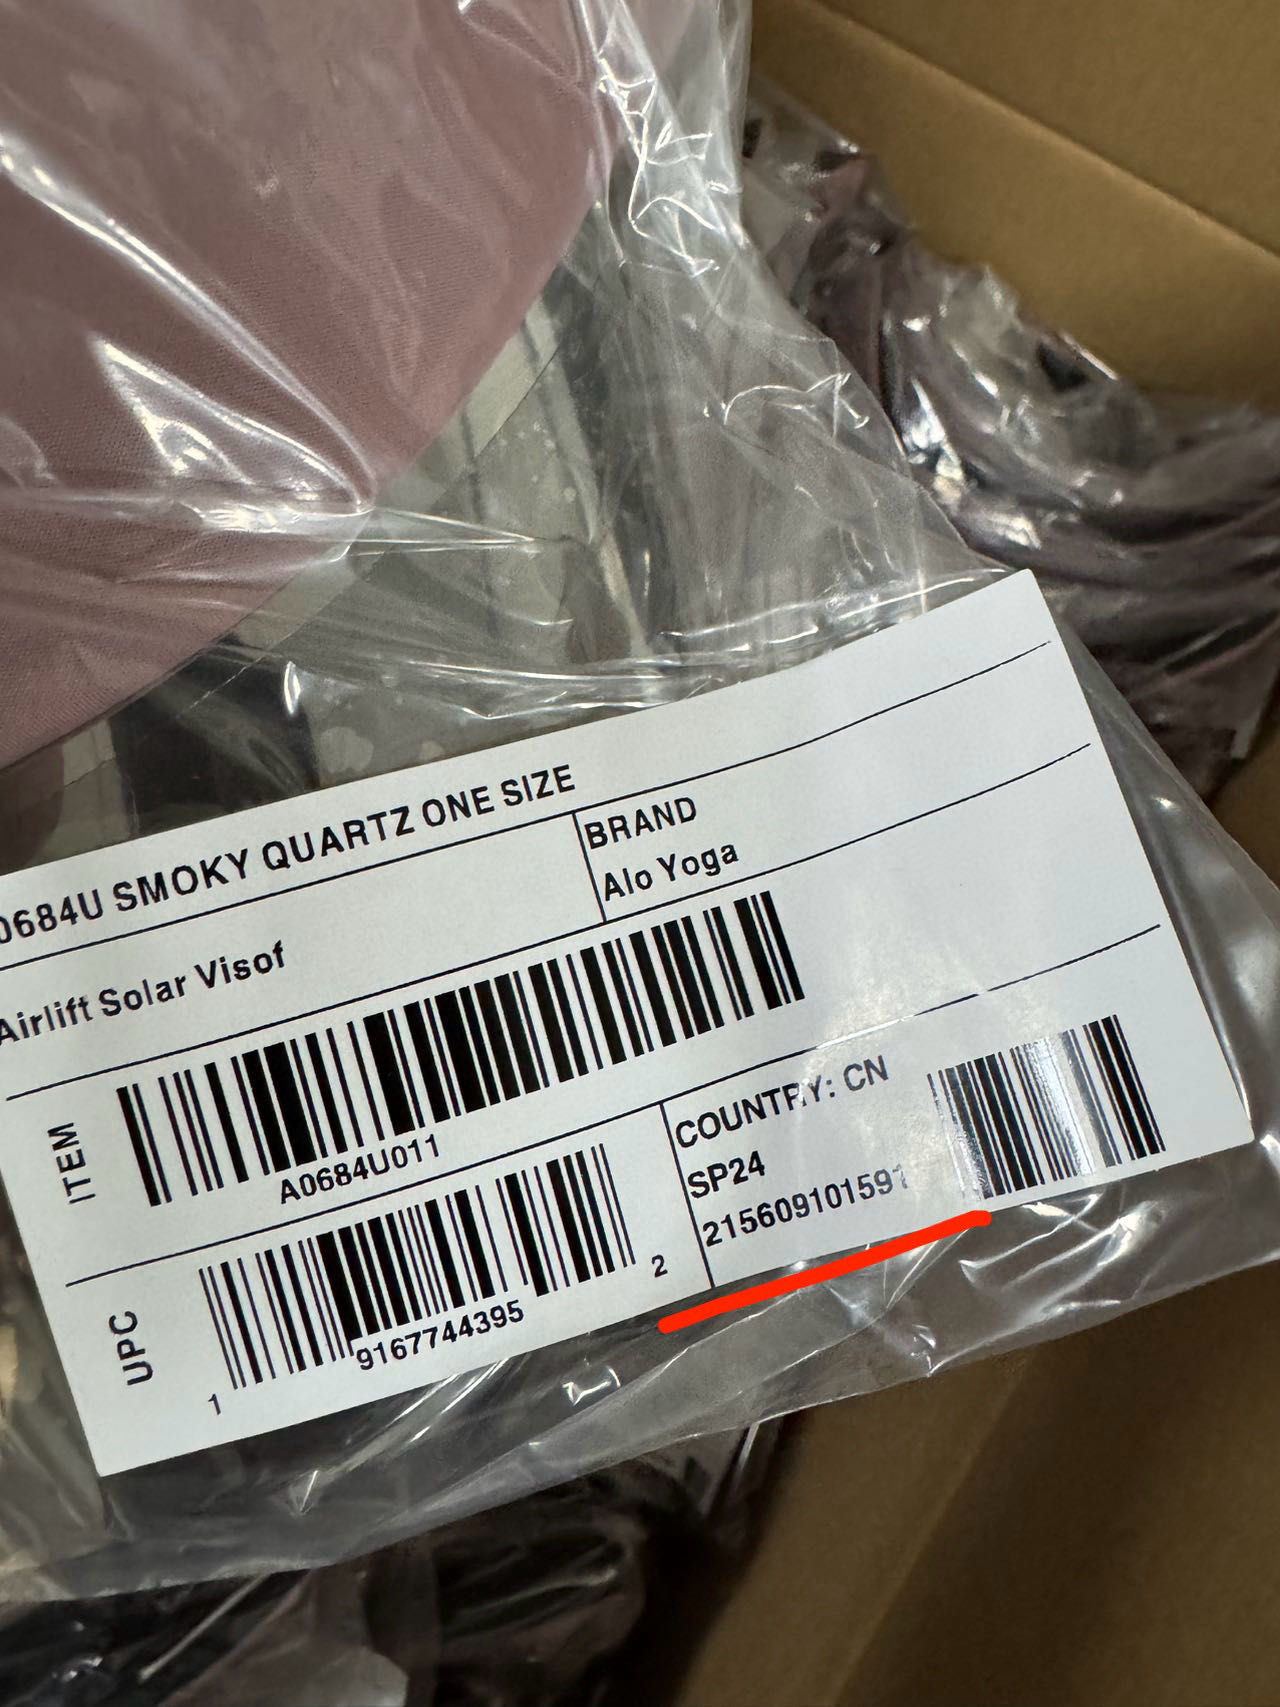 0684U SMOKY QUARTZ ONE SIZE
Airlift Solar Visof
BRAND
Alo Yoga
ITEM
A0684U011
UPC
1 9167744395 2
COUNTRY: CN
SP24
215609101591